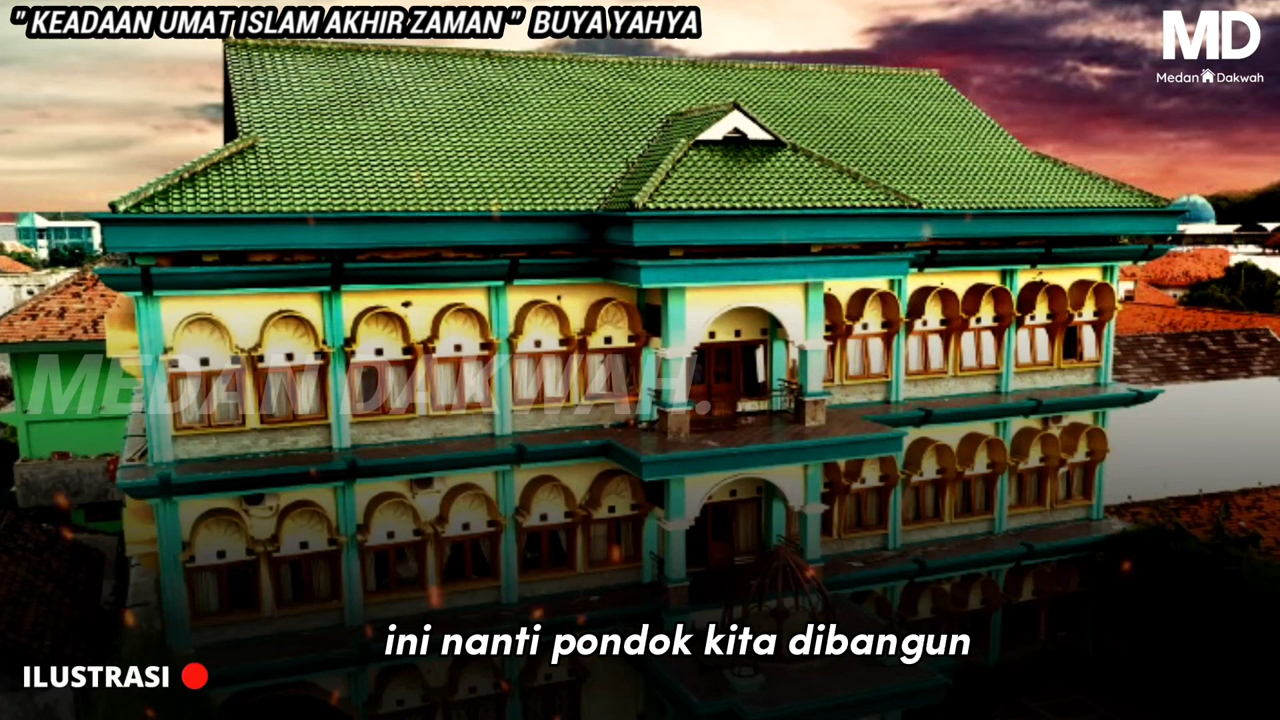 " KEADAAN UMAT ISLAM AKHIR ZAMAN " BUYA YAHYA
MD
Medan Dakwah
MEDAN DAKWAH.
ini nanti pondok kita dibangun
ILUSTRASI